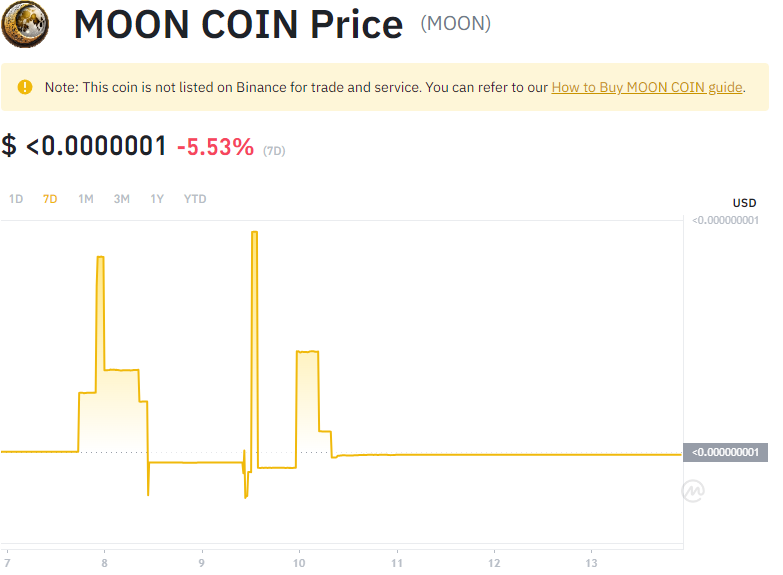 MOON COIN Price (MOON)
Note: This coin is not listed on Binance for trade and service. You can refer to our How to Buy MOON COIN guide.
$ <0.0000001 -5.53% (7D)
1D 7D 1M 3M 1Y YTD
USD
<0.000000001
<0.000000001
7 8 9 10 11 12 13